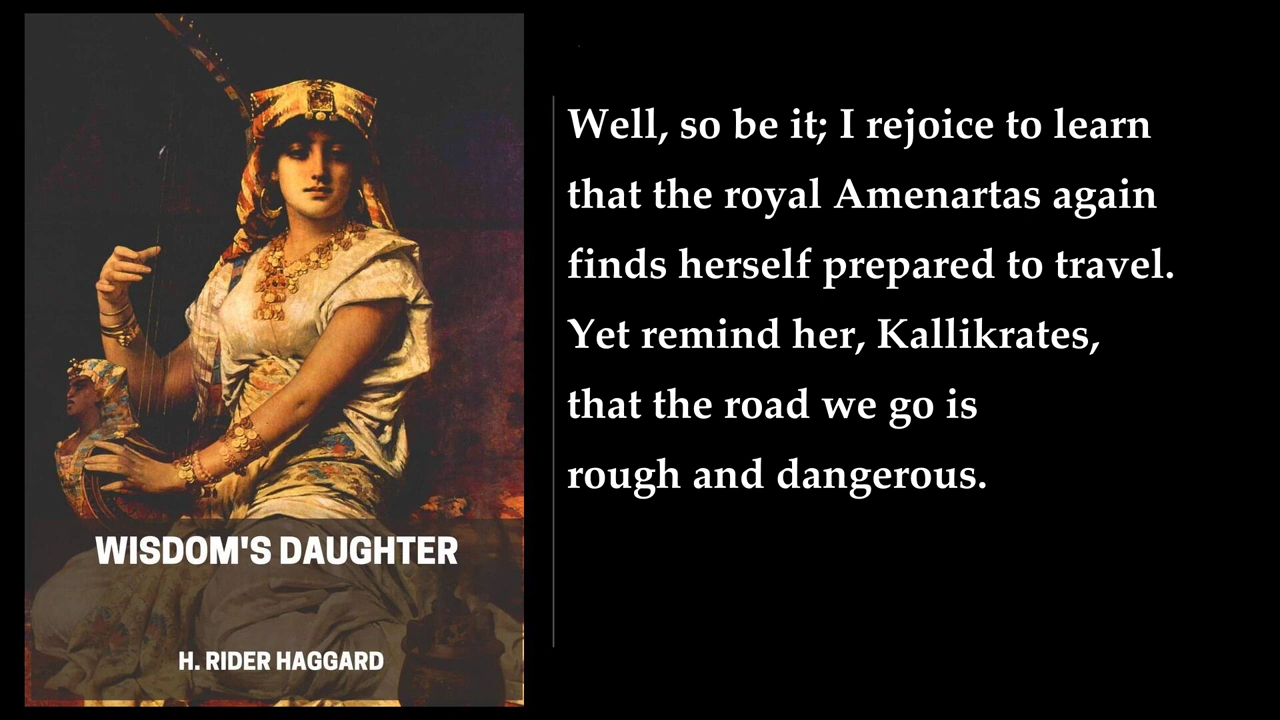 WISDOM'S DAUGHTER
H. RIDER HAGGARD
Well, so be it; I rejoice to learn
that the royal Amenartas again
finds herself prepared to travel.
Yet remind her, Kallikrates,
that the road we go is
rough and dangerous.